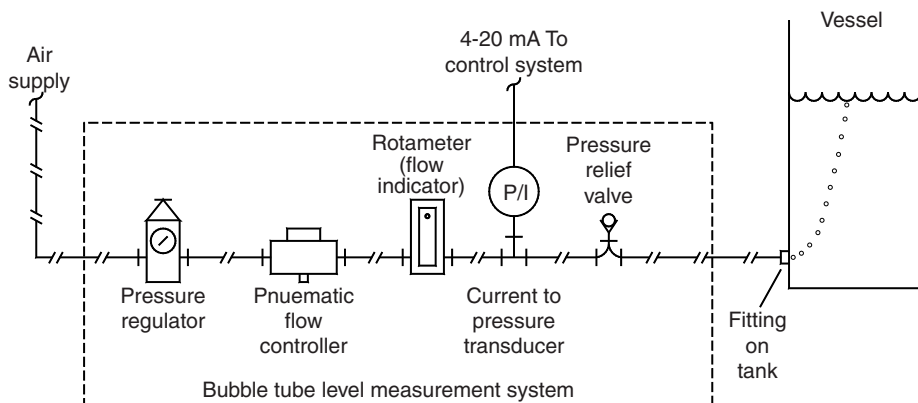 Vessel
4-20 mA To
control system
Air
supply
Rotameter
(flow
indicator)
Pressure
relief
valve
P/I
Pressure
regulator
Pnuematic
flow
controller
Current to
pressure
transducer
Fitting
on
tank
Bubble tube level measurement system